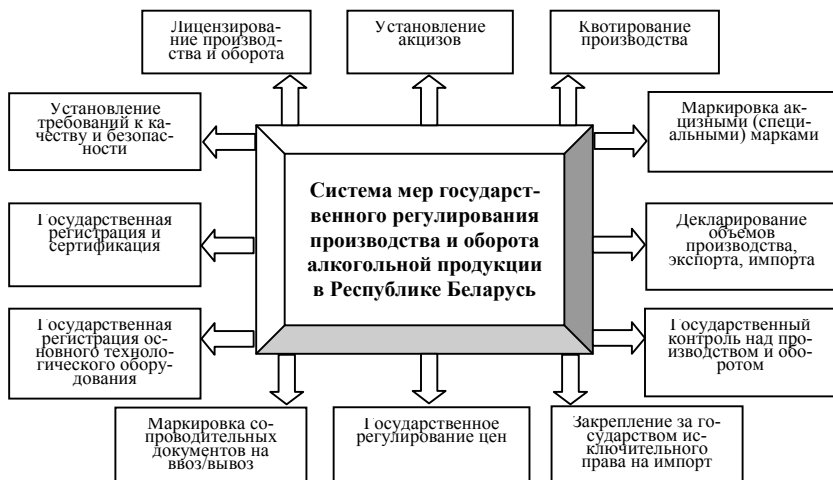 Лицензирова-
ние производ-
ства и оборота
Установление
акцизов
Квотирование
производства
Установление
требований к ка-
честву и безопас-
ности
Маркировка ак-
цизными (специ-
альными) марками
Система мер государст-
венного регулирования
производства и оборота
алкогольной продукции
в Республике Беларусь
Государственная
регистрация и
сертификация
Декларирование
объемов
производства,
экспорта, импорта
Государственная
регистрация ос-
новного техноло-
гического обору-
дования
Государственный
контроль над про-
изводством и обо-
ротом
Маркировка со-
проводительных
документов на
ввоз/вывоз
Государственное
регулирование цен
Закрепление за го-
сударством ис-
ключительного
права на импорт